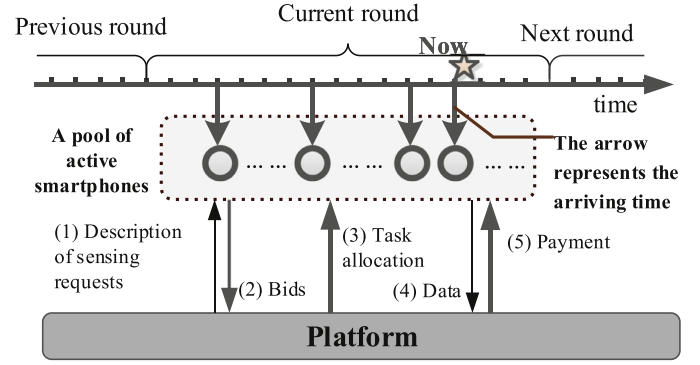 Current round
Previous round
Next round
Now
time
A pool of
active
smartphones
... ...
... ...
... ...
The arrow
represents the
arriving time
(1) Description
of sensing
requests
(2) Bids
(3) Task
allocation
(4) Data
(5) Payment
Platform